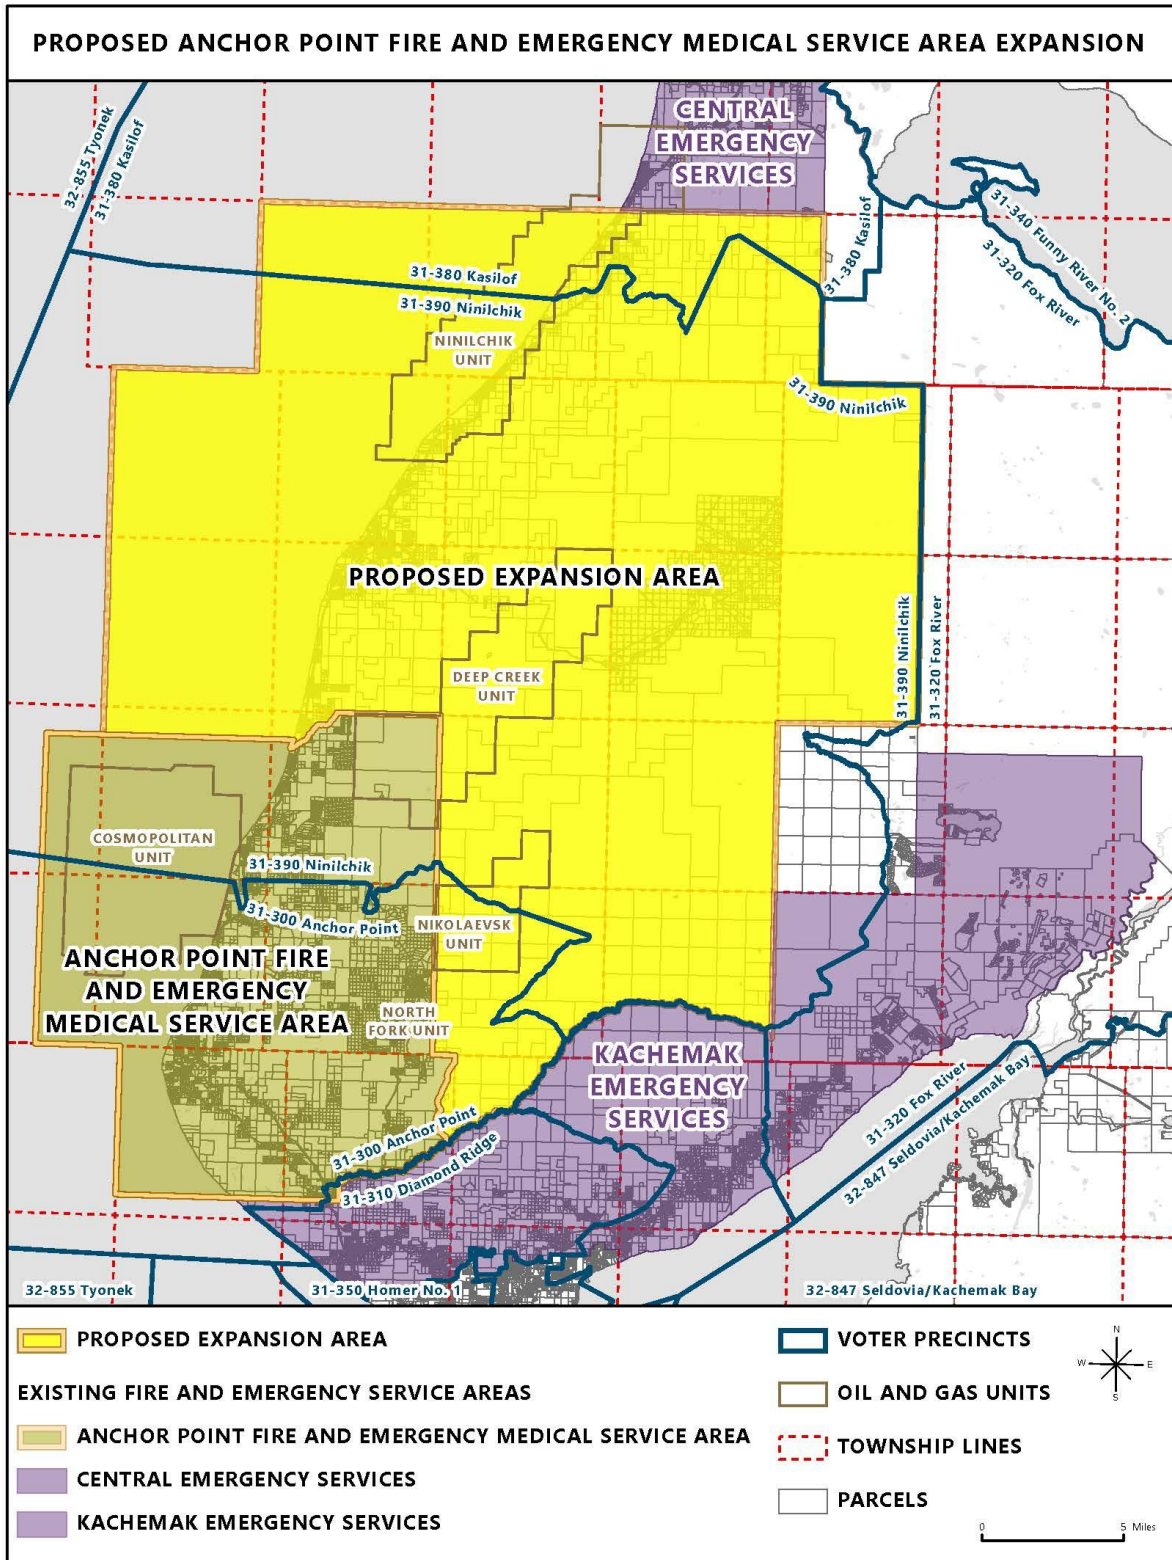 PROPOSED ANCHOR POINT FIRE AND EMERGENCY MEDICAL SERVICE AREA EXPANSION
CENTRAL
EMERGENCY
SERVICES
32-855 Tyonek
31-380 Kasilof
31-380 Kasilof
31-340 Funny River No. 2
31-320 Fox River
31-380 Kasilof
31-390 Ninilchik
NINILCHIK
UNIT
31-390 Ninilchik
PROPOSED EXPANSION AREA
31-390 Ninilchik
31-320 Fox River
DEEP CREEK
UNIT
COSMOPOLITAN
UNIT
31-390 Ninilchik
31-300 Anchor Point
NIKOLAEVSK
UNIT
ANCHOR POINT FIRE
AND EMERGENCY
MEDICAL SERVICE AREA
NORTH
FORK UNIT
KACHEMAK
EMERGENCY
SERVICES
31-320 Fox River
32-847 Seldovia/Kachemak Bay
31-300 Anchor Point
31-310 Diamond Ridge
32-855 Tyonek
31-350 Homer No. 1
32-847 Seldovia/Kachemak Bay
PROPOSED EXPANSION AREA
EXISTING FIRE AND EMERGENCY SERVICE AREAS
ANCHOR POINT FIRE AND EMERGENCY MEDICAL SERVICE AREA
CENTRAL EMERGENCY SERVICES
KACHEMAK EMERGENCY SERVICES
VOTER PRECINCTS
OIL AND GAS UNITS
TOWNSHIP LINES
PARCELS
N
W
E
S
0 5 Miles